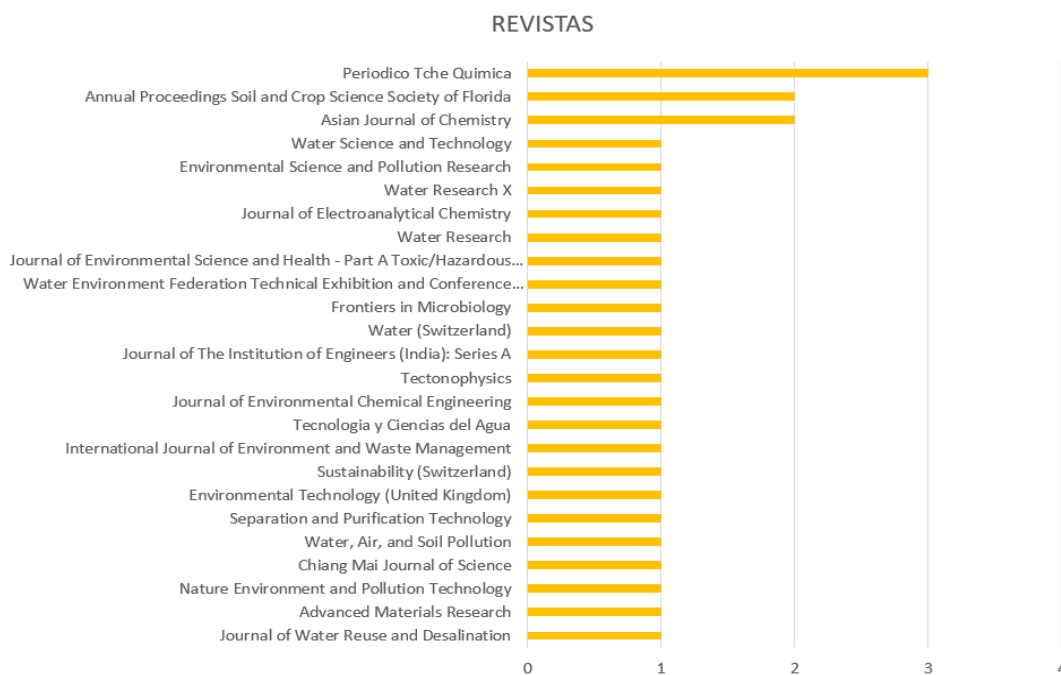 REVISTAS
Periodico Tche Quimica
Annual Proceedings Soil and Crop Science Society of Florida
Asian Journal of Chemistry
Water Science and Technology
Environmental Science and Pollution Research
Water Research X
Journal of Electroanalytical Chemistry
Water Research
Journal of Environmental Science and Health - Part A Toxic/Hazardous…
Water Environment Federation Technical Exhibition and Conference…
Frontiers in Microbiology
Water (Switzerland)
Journal of The Institution of Engineers (India): Series A
Tectonophysics
Journal of Environmental Chemical Engineering
Tecnologia y Ciencias del Agua
International Journal of Environment and Waste Management
Sustainability (Switzerland)
Environmental Technology (United Kingdom)
Separation and Purification Technology
Water, Air, and Soil Pollution
Chiang Mai Journal of Science
Nature Environment and Pollution Technology
Advanced Materials Research
Journal of Water Reuse and Desalination
0 1 2 3 4